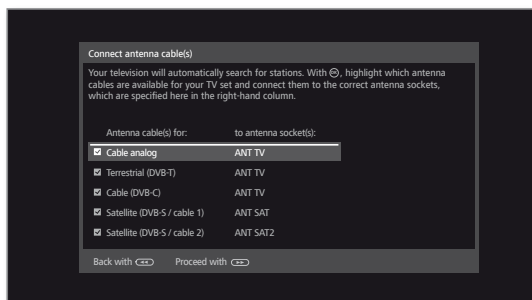 Connect antenna cable(s)
Your television will automatically search for stations. With OK, highlight which antenna
cables are available for your TV set and connect them to the correct antenna sockets,
which are specified here in the right-hand column.
Antenna cable(s) for: to antenna socket(s):
Cable analog ANT TV
Terrestrial (DVB-T) ANT TV
Cable (DVB-C) ANT TV
Satellite (DVB-S / cable 1) ANT SAT
Satellite (DVB-S / cable 2) ANT SAT2
Back with Proceed with